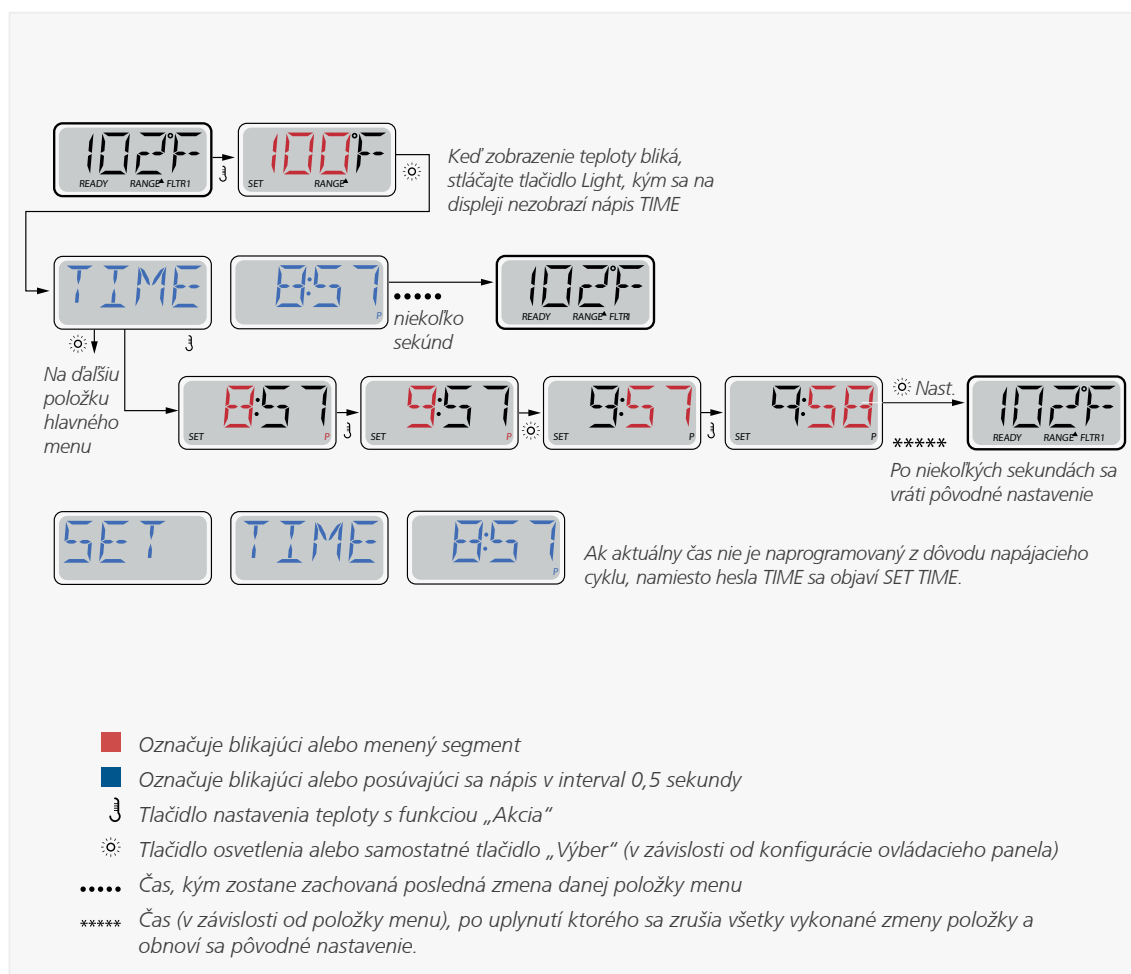 102°F
READY RANGE FLTR1
100°F
SET RANGE
Keď zobrazenie teploty bliká,
stláčajte tlačidlo Light, kým sa na
displeji nezobrazí nápis TIME
TIME
8:57
P
•••••
niekoľko
sekúnd
102°F
READY RANGE FLTRI
Na ďaľšiu
položku
hlavného
menu
8:57
SET P
9:57
SET P
9:57
SET P
9:58
SET P
Nast.
*****
102°F
READY RANGE FLTR1
Po niekoľkých sekundách sa
vráti pôvodné nastavenie
SET
TIME
8:57
P
Ak aktuálny čas nie je naprogramovaný z dôvodu napájacieho
cyklu, namiesto hesla TIME sa objaví SET TIME.
Označuje blikajúci alebo menený segment
Označuje blikajúci alebo posúvajúci sa nápis v interval 0,5 sekundy
Tlačidlo nastavenia teploty s funkciou „Akcia“
Tlačidlo osvetlenia alebo samostatné tlačidlo „Výber“ (v závislosti od konfigurácie ovládacieho panela)
••••• Čas, kým zostane zachovaná posledná zmena danej položky menu
***** Čas (v závislosti od položky menu), po uplynutí ktorého sa zrušia všetky vykonané zmeny položky a
obnoví sa pôvodné nastavenie.